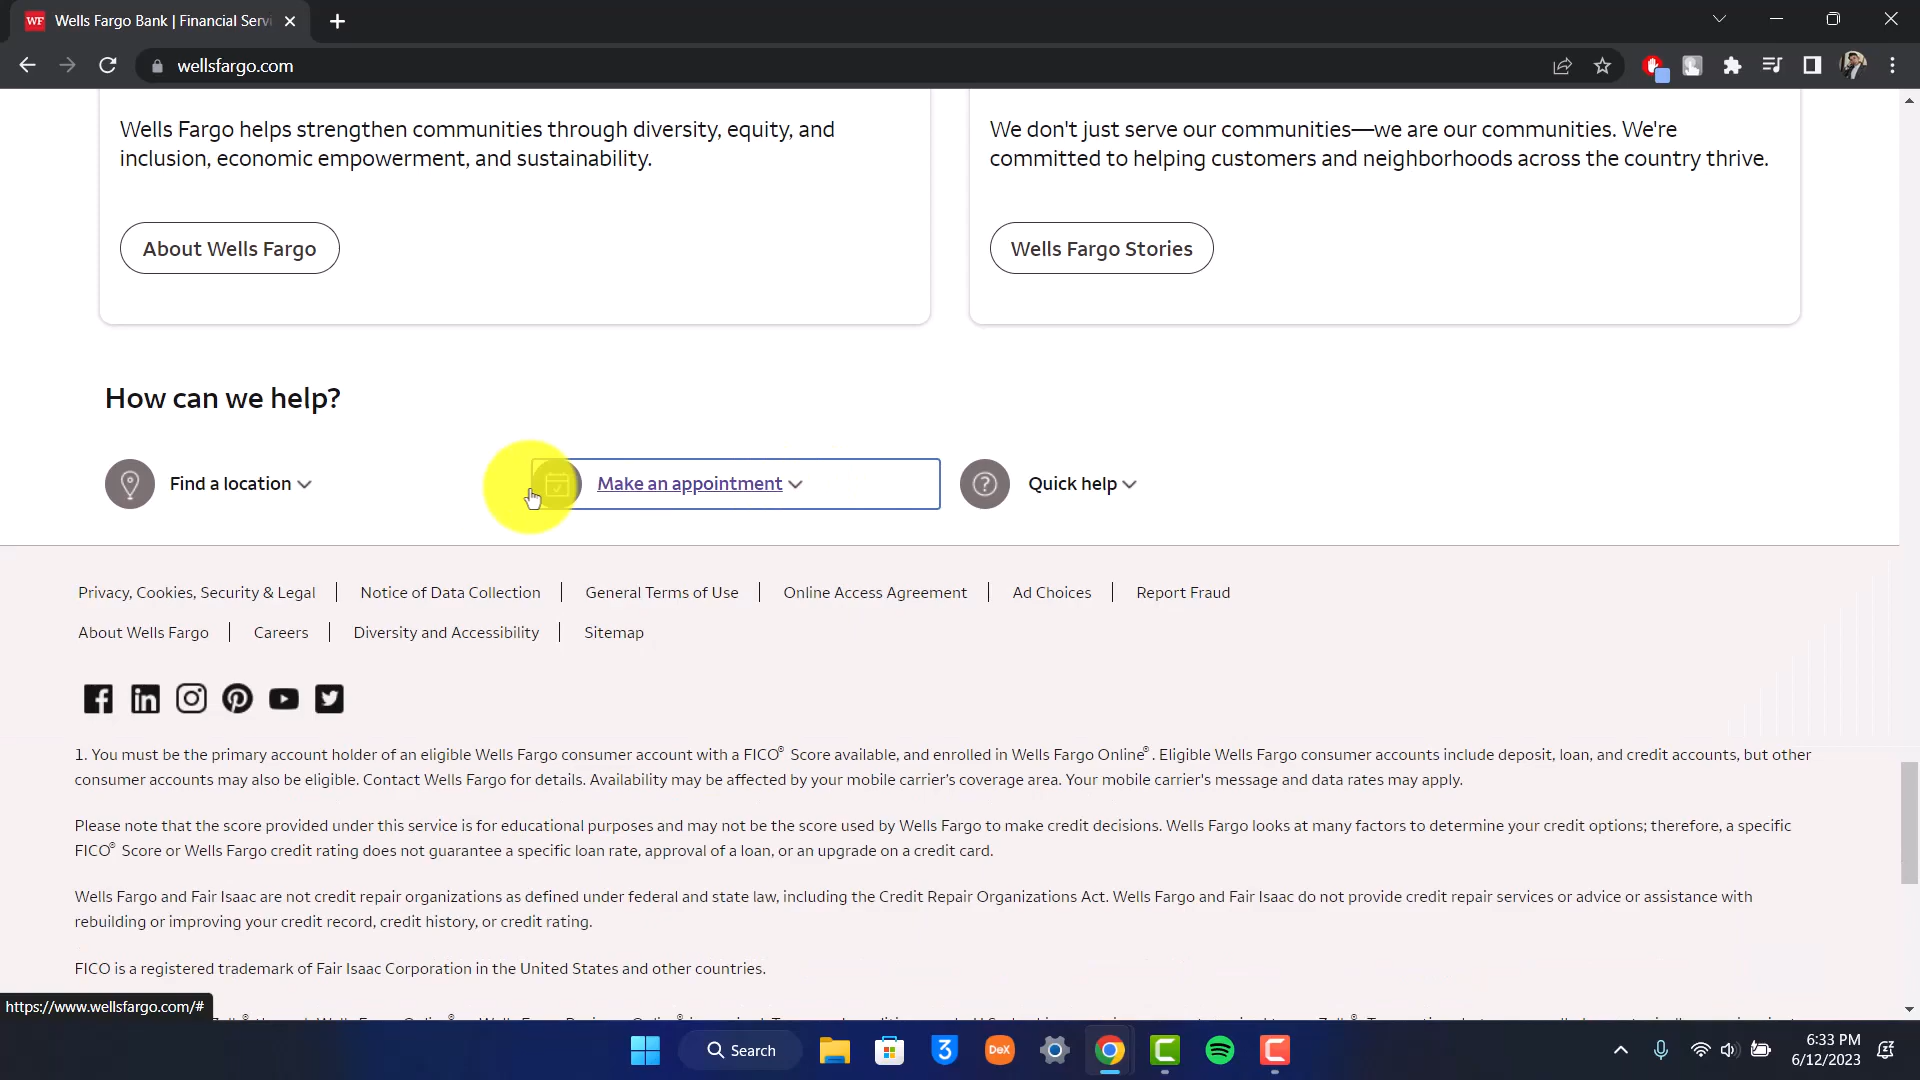 WF Wells Fargo Bank | Financial Servi
wellsfargo.com
Wells Fargo helps strengthen communities through diversity, equity, and
inclusion, economic empowerment, and sustainability.
About Wells Fargo
We don't just serve our communities—we are our communities. We're
committed to helping customers and neighborhoods across the country thrive.
Wells Fargo Stories
How can we help?
Find a location
Make an appointment
Quick help
Privacy, Cookies, Security & Legal | Notice of Data Collection | General Terms of Use | Online Access Agreement | Ad Choices | Report Fraud
About Wells Fargo | Careers | Diversity and Accessibility | Sitemap
1. You must be the primary account holder of an eligible Wells Fargo consumer account with a FICO® Score available, and enrolled in Wells Fargo Online®. Eligible Wells Fargo consumer accounts include deposit, loan, and credit accounts, but other
consumer accounts may also be eligible. Contact Wells Fargo for details. Availability may be affected by your mobile carrier's coverage area. Your mobile carrier's message and data rates may apply.
Please note that the score provided under this service is for educational purposes and may not be the score used by Wells Fargo to make credit decisions. Wells Fargo looks at many factors to determine your credit options; therefore, a specific
FICO® Score or Wells Fargo credit rating does not guarantee a specific loan rate, approval of a loan, or an upgrade on a credit card.
Wells Fargo and Fair Isaac are not credit repair organizations as defined under federal and state law, including the Credit Repair Organizations Act. Wells Fargo and Fair Isaac do not provide credit repair services or advice or assistance with
rebuilding or improving your credit record, credit history, or credit rating.
FICO is a registered trademark of Fair Isaac Corporation in the United States and other countries.
https://www.wellsfargo.com/#
Search
3
DeX
6:33 PM
6/12/2023